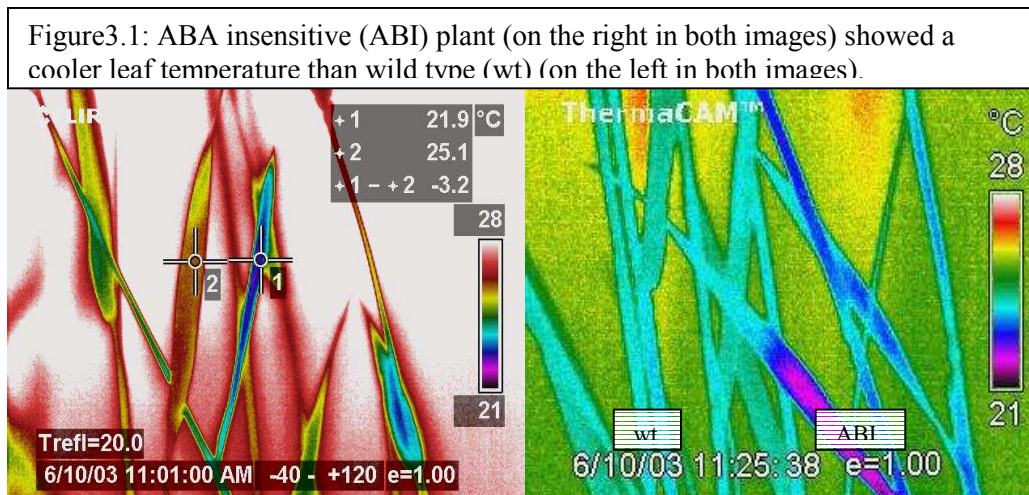 Figure3.1: ABA insensitive (ABI) plant (on the right in both images) showed a
cooler leaf temperature than wild type (wt) (on the left in both images).
+1 21.9 °C
+2 25.1
+1 - +2 -3.2
28
2
1
21
Trefl=20.0
6/10/03 11:01:00 AM -40 - +120 e=1.00
ThermaCAM™
°C
28
21
wt
ABI
6/10/03 11:25:38 e=1.00